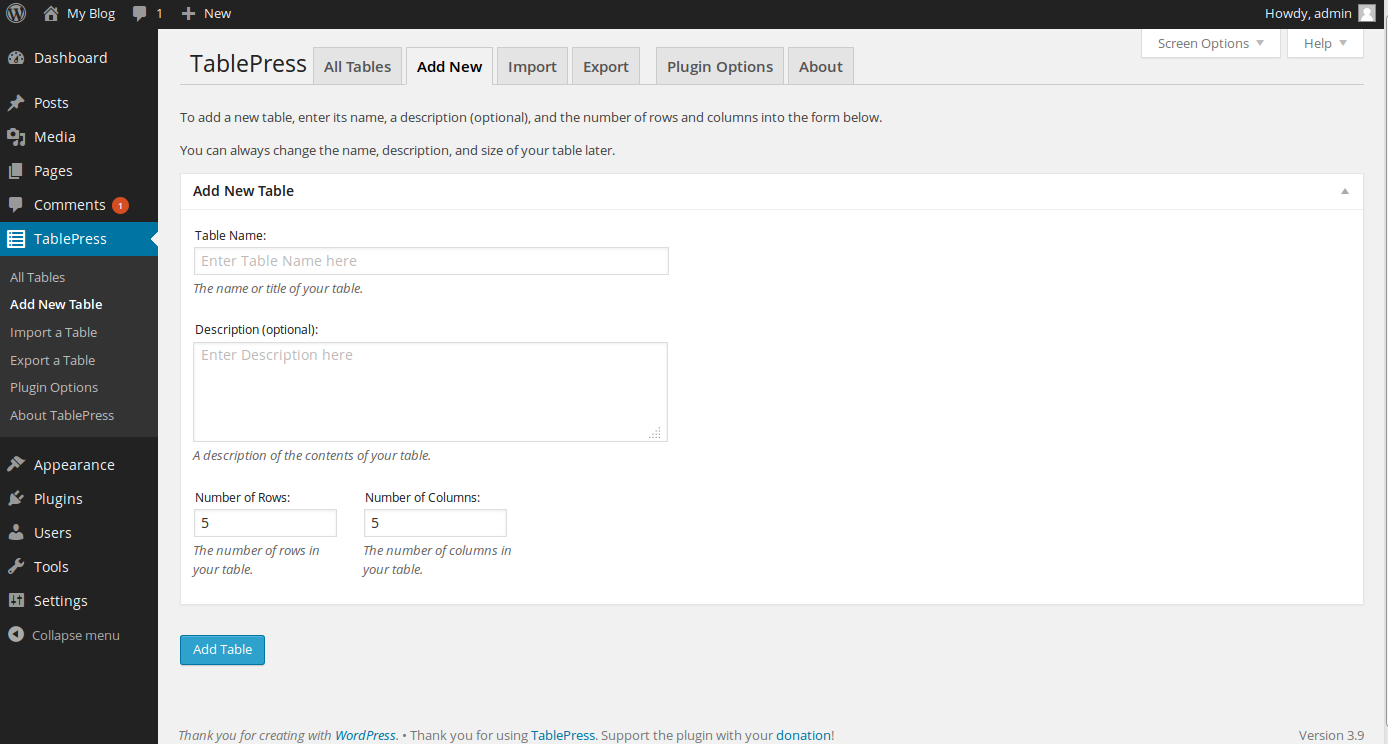 My Blog 1 New Howdy, admin
Dashboard
Posts
Media
Pages
Comments 1
TablePress
All Tables
Add New Table
Import a Table
Export a Table
Plugin Options
About TablePress
Appearance
Plugins
Users
Tools
Settings
Collapse menu
Screen Options Help
TablePress All Tables Add New Import Export Plugin Options About
To add a new table, enter its name, a description (optional), and the number of rows and columns into the form below.
You can always change the name, description, and size of your table later.
Add New Table
Table Name:
Enter Table Name here
The name or title of your table.
Description (optional):
Enter Description here
A description of the contents of your table.
Number of Rows: Number of Columns:
5 5
The number of rows in The number of columns in
your table. your table.
Add Table
Thank you for creating with WordPress. • Thank you for using TablePress. Support the plugin with your donation! Version 3.9